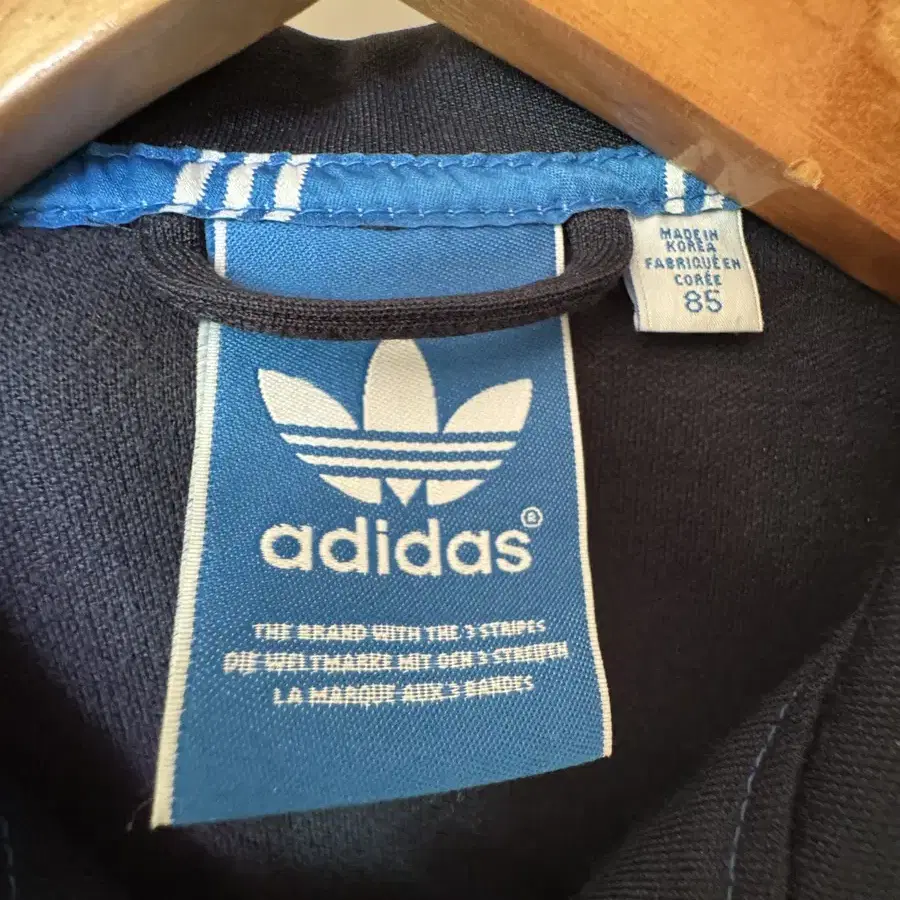 MADE IN
KOREA
FABRIQUÉ EN
CORÉE
85
adidas®
THE BRAND WITH THE 3 STRIPES
DIE WELTMARKE MIT DEN 3 STREIFEN
LA MARQUE AUX 3 BANDES